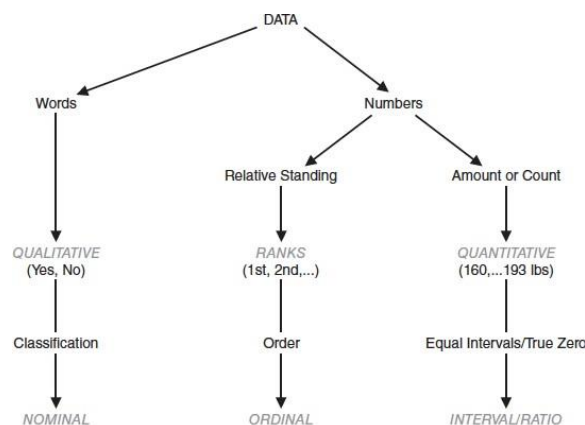 DATA
Words
Numbers
Relative Standing
Amount or Count
QUALITATIVE
(Yes, No)
RANKS
(1st, 2nd,...)
QUANTITATIVE
(160,...193 lbs)
Classification
Order
Equal Intervals/True Zero
NOMINAL
ORDINAL
INTERVAL/RATIO